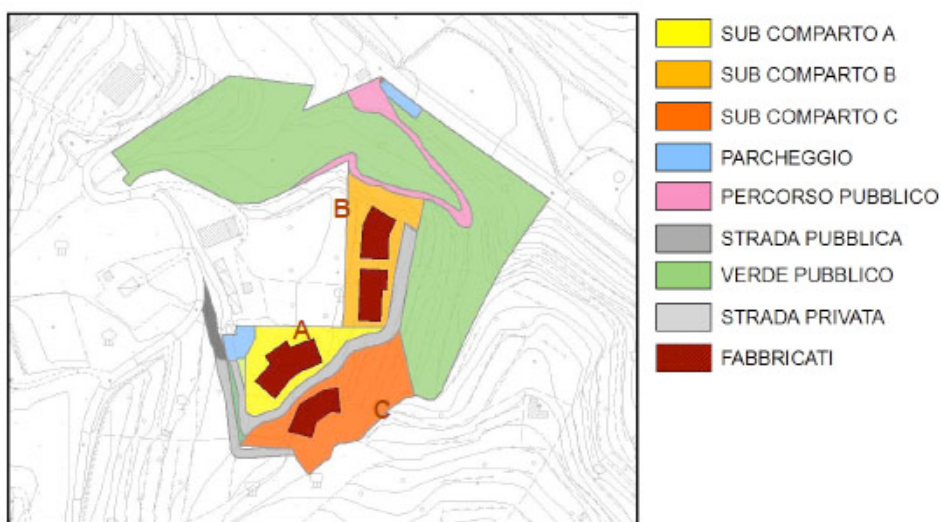 B
A
C
SUB COMPARTO A
SUB COMPARTO B
SUB COMPARTO C
PARCHEGGIO
PERCORSO PUBBLICO
STRADA PUBBLICA
VERDE PUBBLICO
STRADA PRIVATA
FABBRICATI